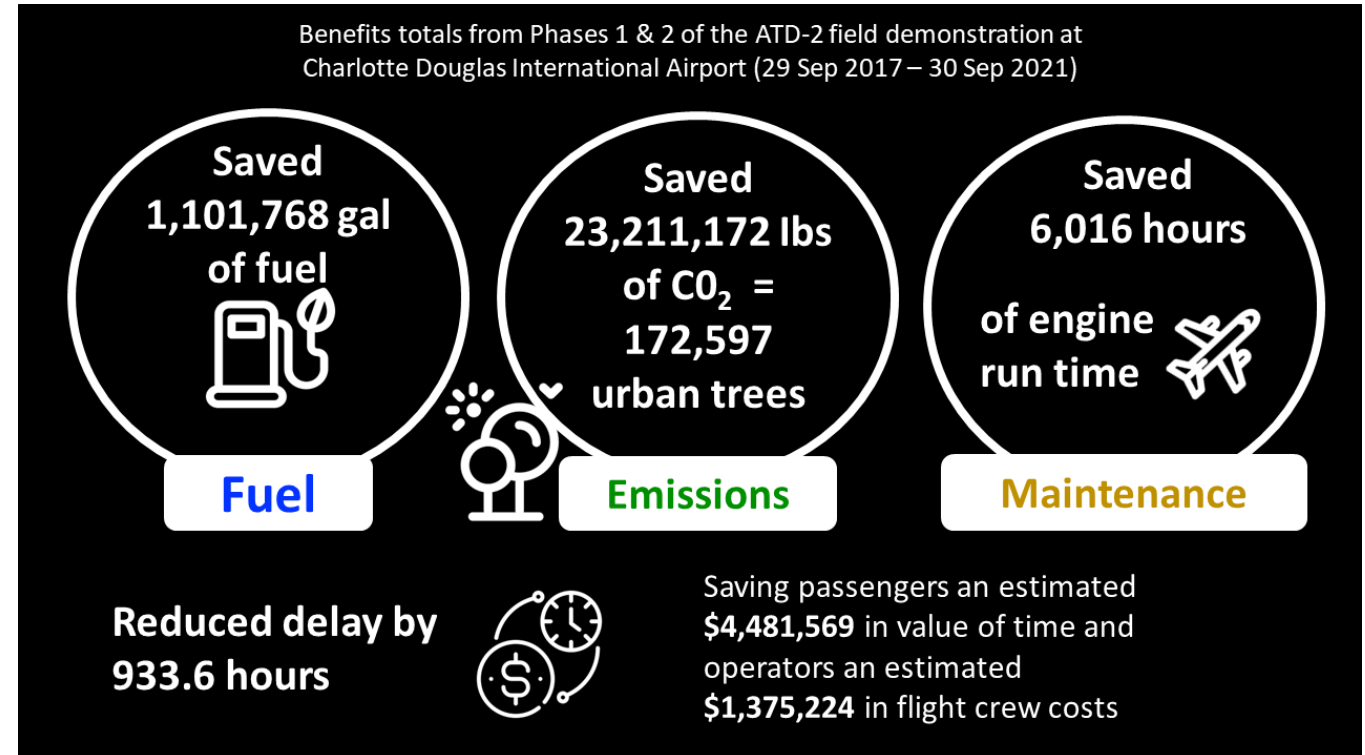 Benefits totals from Phases 1 & 2 of the ATD-2 field demonstration at
Charlotte Douglas International Airport (29 Sep 2017 – 30 Sep 2021)
Saved
1,101,768 gal
of fuel
Fuel
Saved
23,211,172 lbs
of C0₂ =
172,597
urban trees
Emissions
Saved
6,016 hours
of engine
run time
Maintenance
Reduced delay by
933.6 hours
$
Saving passengers an estimated
$4,481,569 in value of time and
operators an estimated
$1,375,224 in flight crew costs